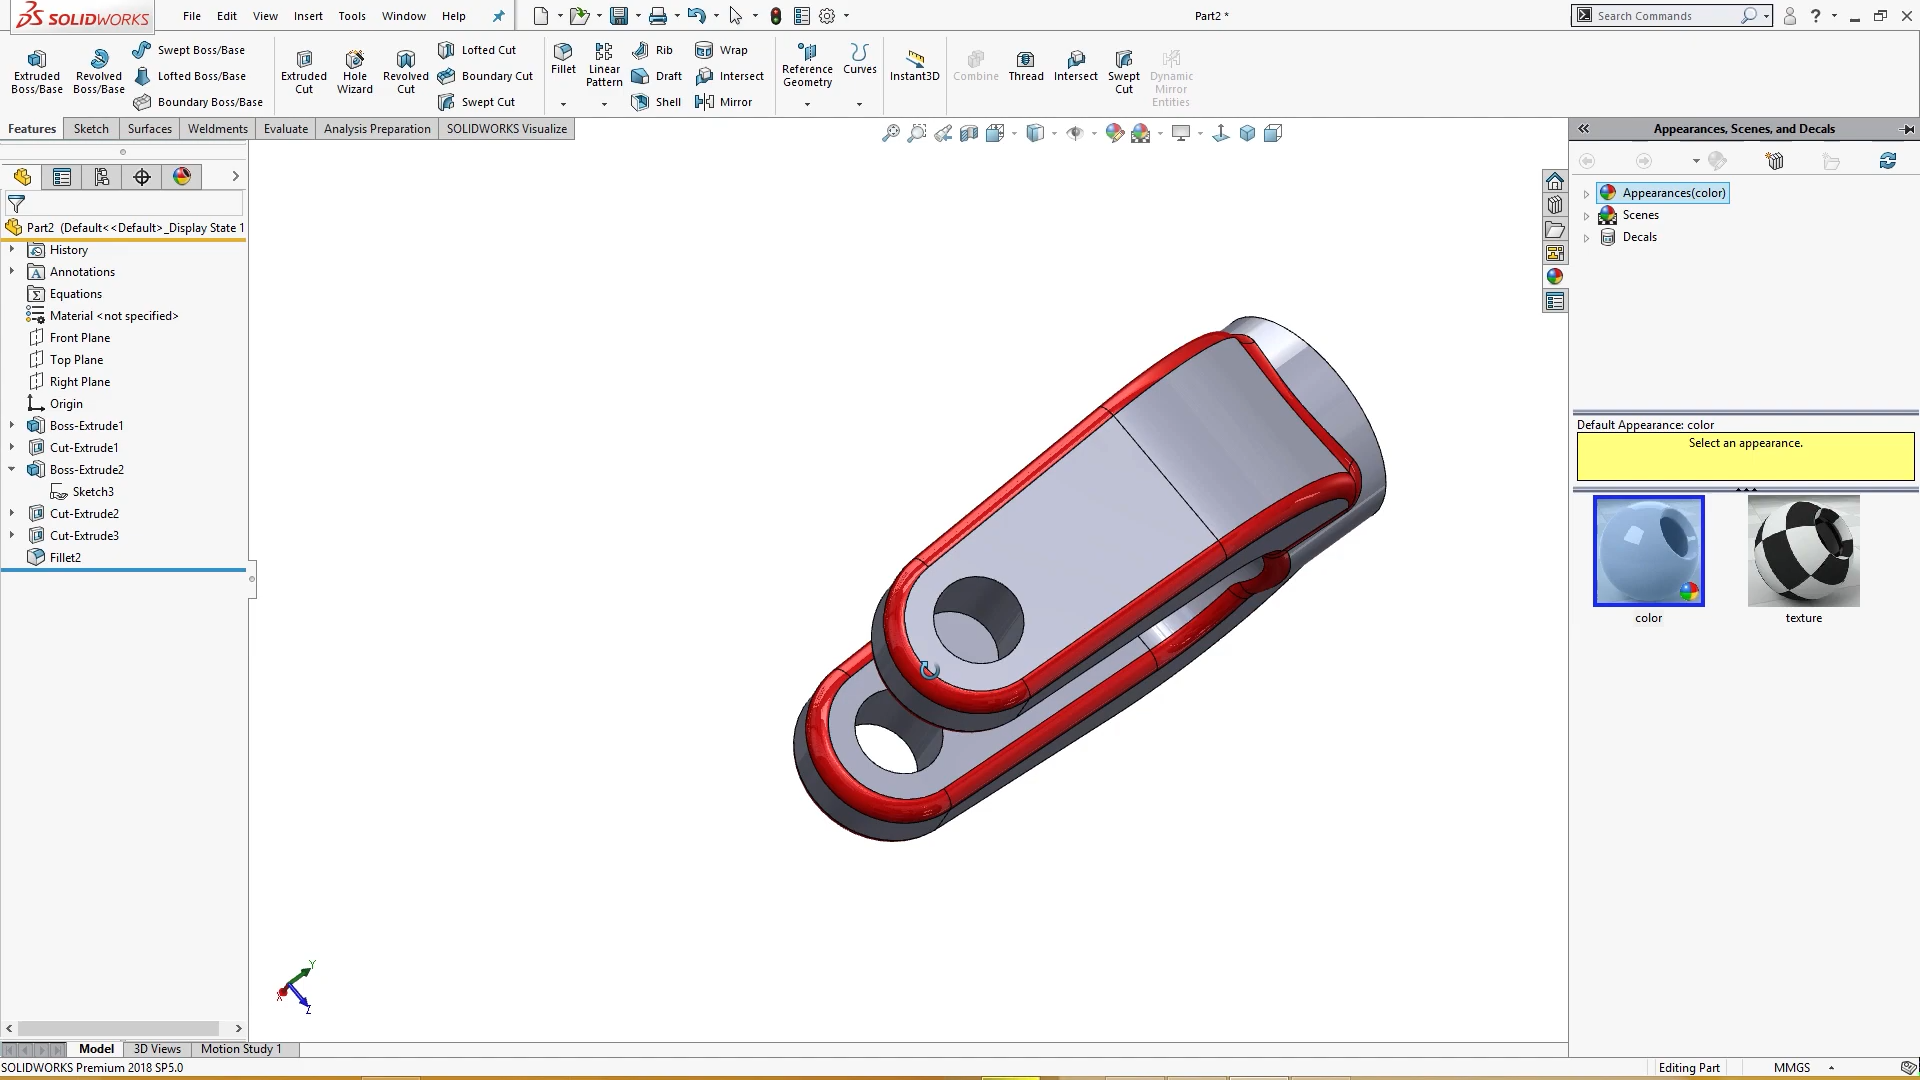 SOLIDWORKS
File Edit View Insert Tools Window Help
Part2 *
Search Commands
?
Extruded Boss/Base
Revolved Boss/Base
Swept Boss/Base
Lofted Boss/Base
Boundary Boss/Base
Extruded Cut
Hole Wizard
Revolved Cut
Lofted Cut
Boundary Cut
Swept Cut
Fillet
Linear Pattern
Rib
Draft
Shell
Wrap
Intersect
Mirror
Reference Geometry
Curves
Instant3D
Combine
Thread
Intersect
Swept Cut
Dynamic Mirror Entities
Features Sketch Surfaces Weldments Evaluate Analysis Preparation SOLIDWORKS Visualize
Part2 (Default<<Default>_Display State 1
History
Annotations
Equations
Material <not specified>
Front Plane
Top Plane
Right Plane
Origin
Boss-Extrude1
Cut-Extrude1
Boss-Extrude2
Sketch3
Cut-Extrude2
Cut-Extrude3
Fillet2
Y
X
Z
Appearances, Scenes, and Decals
Appearances(color)
Scenes
Decals
Default Appearance: color
Select an appearance.
color
texture
Model 3D Views Motion Study 1
SOLIDWORKS Premium 2018 SP5.0
Editing Part
MMGS